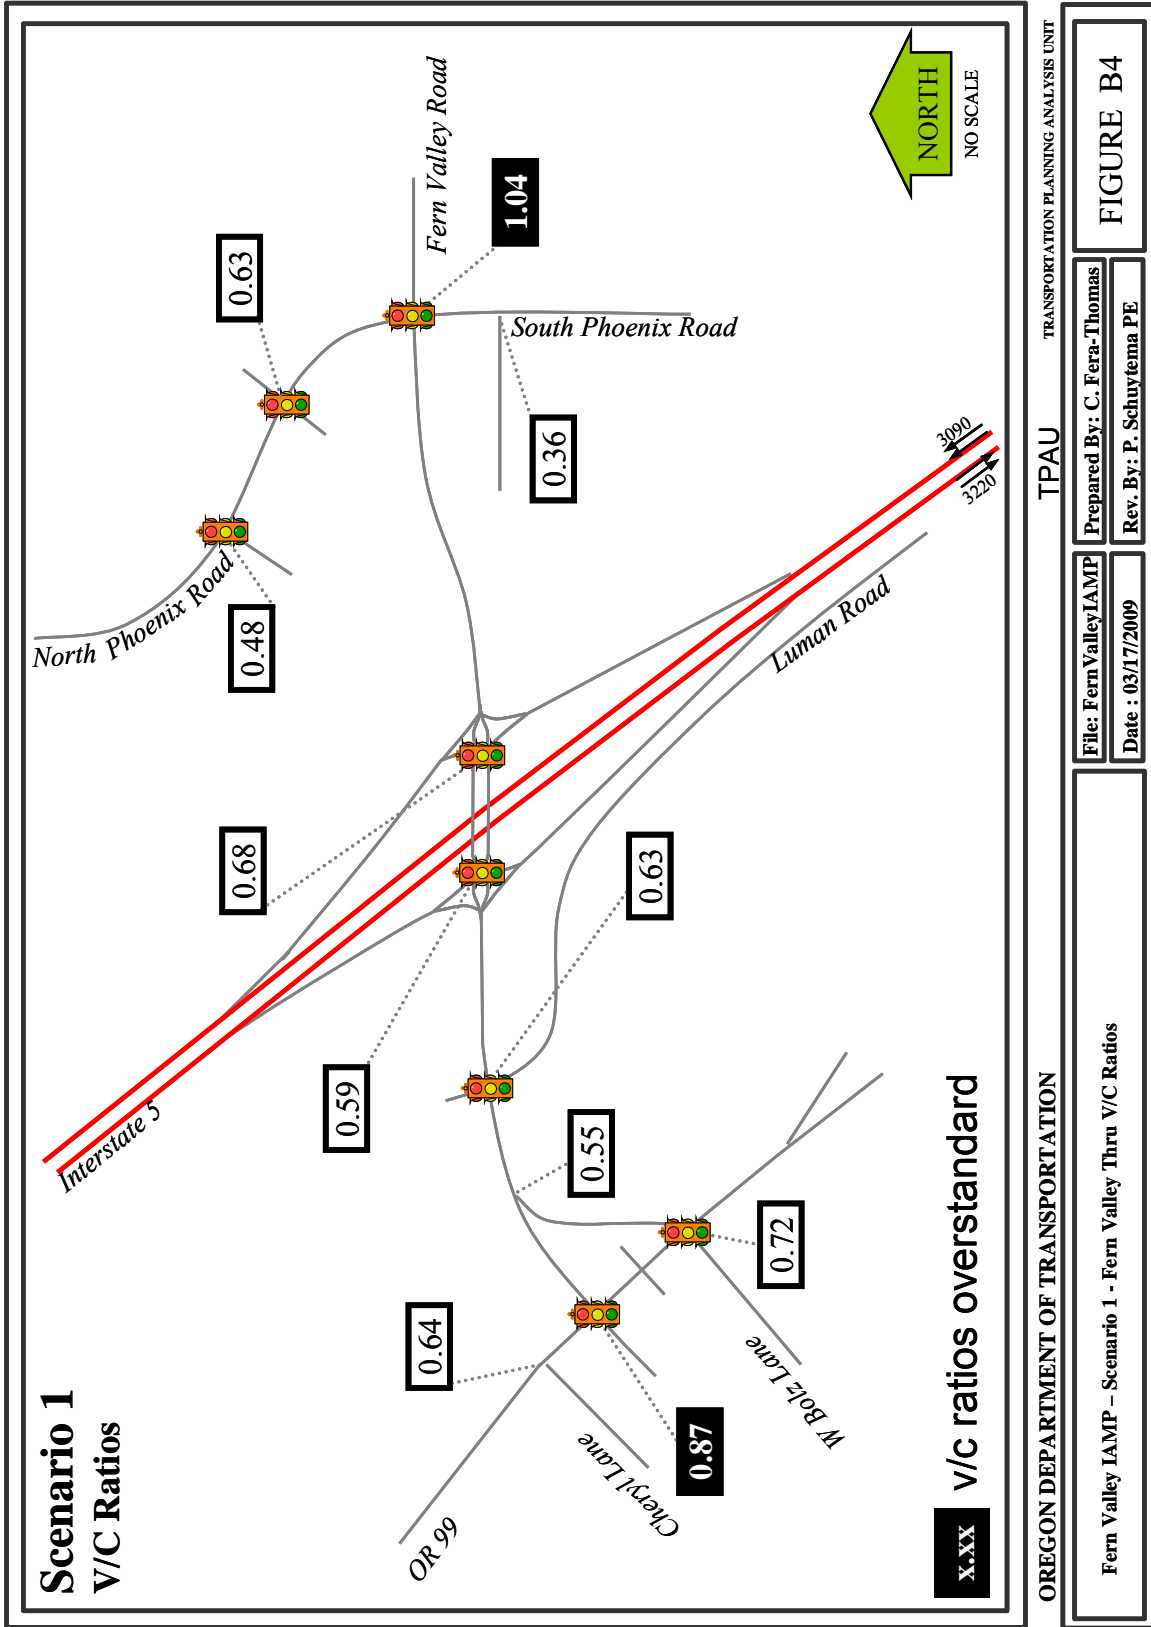 Scenario 1
V/C Ratios
OR 99
Cheryl Lane
W Bolz Lane
Interstate 5
Luman Road
North Phoenix Road
South Phoenix Road
Fern Valley Road
0.64
0.87
0.72
0.55
0.59
0.63
0.68
0.48
0.63
0.36
1.04
3090
3220
NORTH
NO SCALE
x.xx v/c ratios overstandard
OREGON DEPARTMENT OF TRANSPORTATION
TPAU
TRANSPORTATION PLANNING ANALYSIS UNIT
Fern Valley IAMP – Scenario 1 - Fern Valley Thru V/C Ratios
File: FernValleyIAMP
Date : 03/17/2009
Prepared By: C. Fera-Thomas
Rev. By: P. Schuytema PE
FIGURE B4